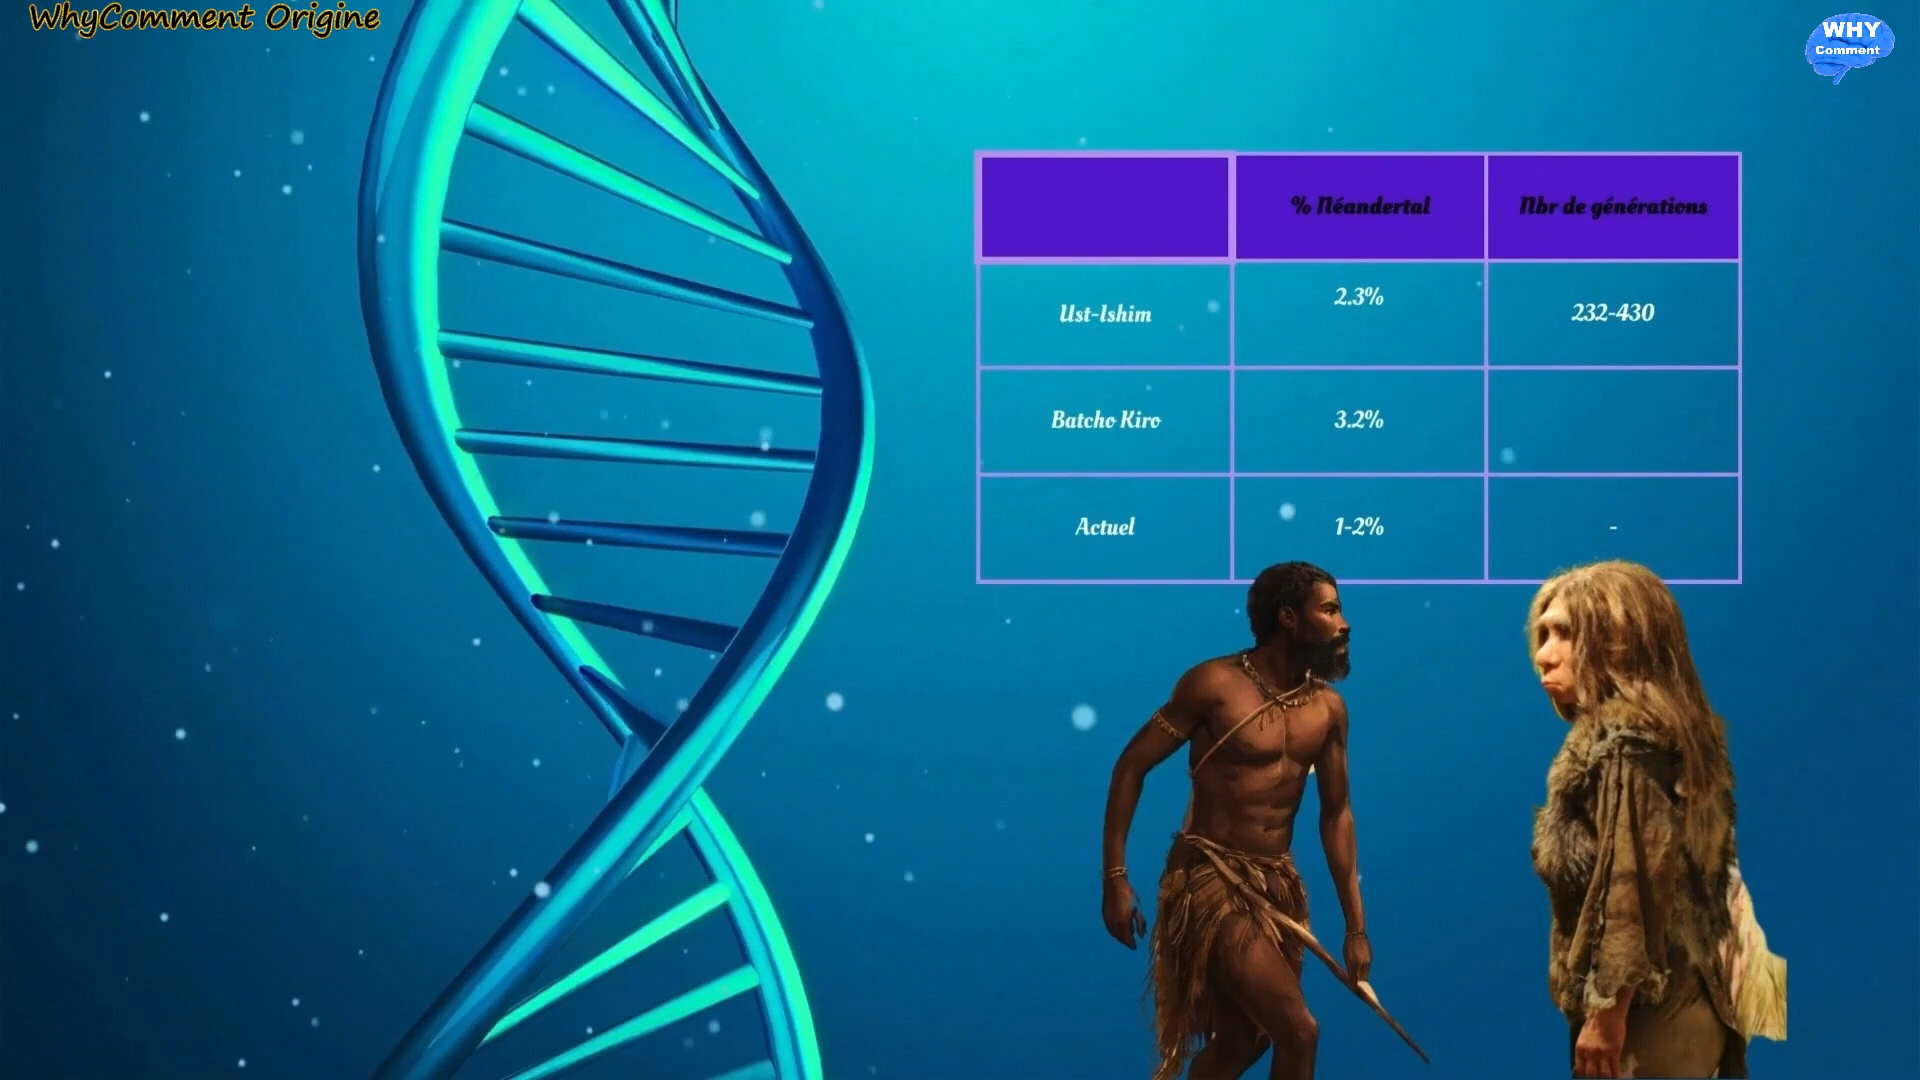 WhyComment Origine
WHY
Comment
% Néandertal
Nbr de générations
Ust-Ishim
2.3%
232-430
Batcho Kiro
3.2%
Actuel
1-2%
-